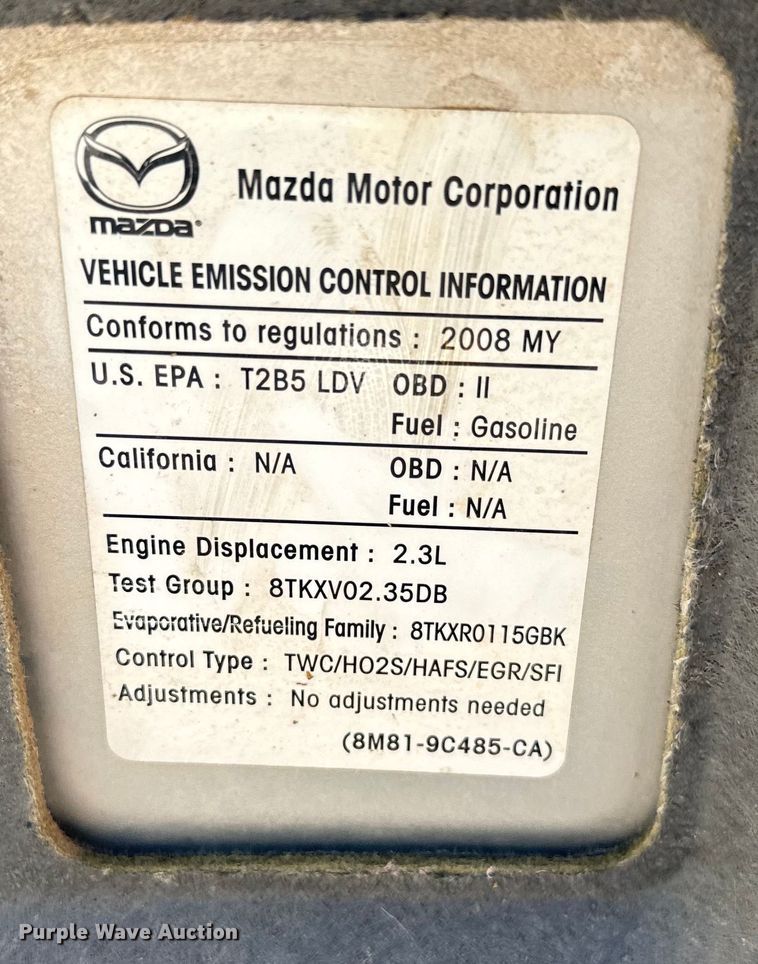 mazda®
Mazda Motor Corporation
VEHICLE EMISSION CONTROL INFORMATION
Conforms to regulations : 2008 MY
U.S. EPA : T2B5 LDV OBD : II
Fuel : Gasoline
California : N/A OBD : N/A
Fuel : N/A
Engine Displacement : 2.3L
Test Group : 8TKXV02.35DB
Evaporative/Refueling Family : 8TKXR0115GBK
Control Type : TWC/HO2S/HAFS/EGR/SFI
Adjustments : No adjustments needed
(8M81-9C485-CA)
Purple Wave Auction